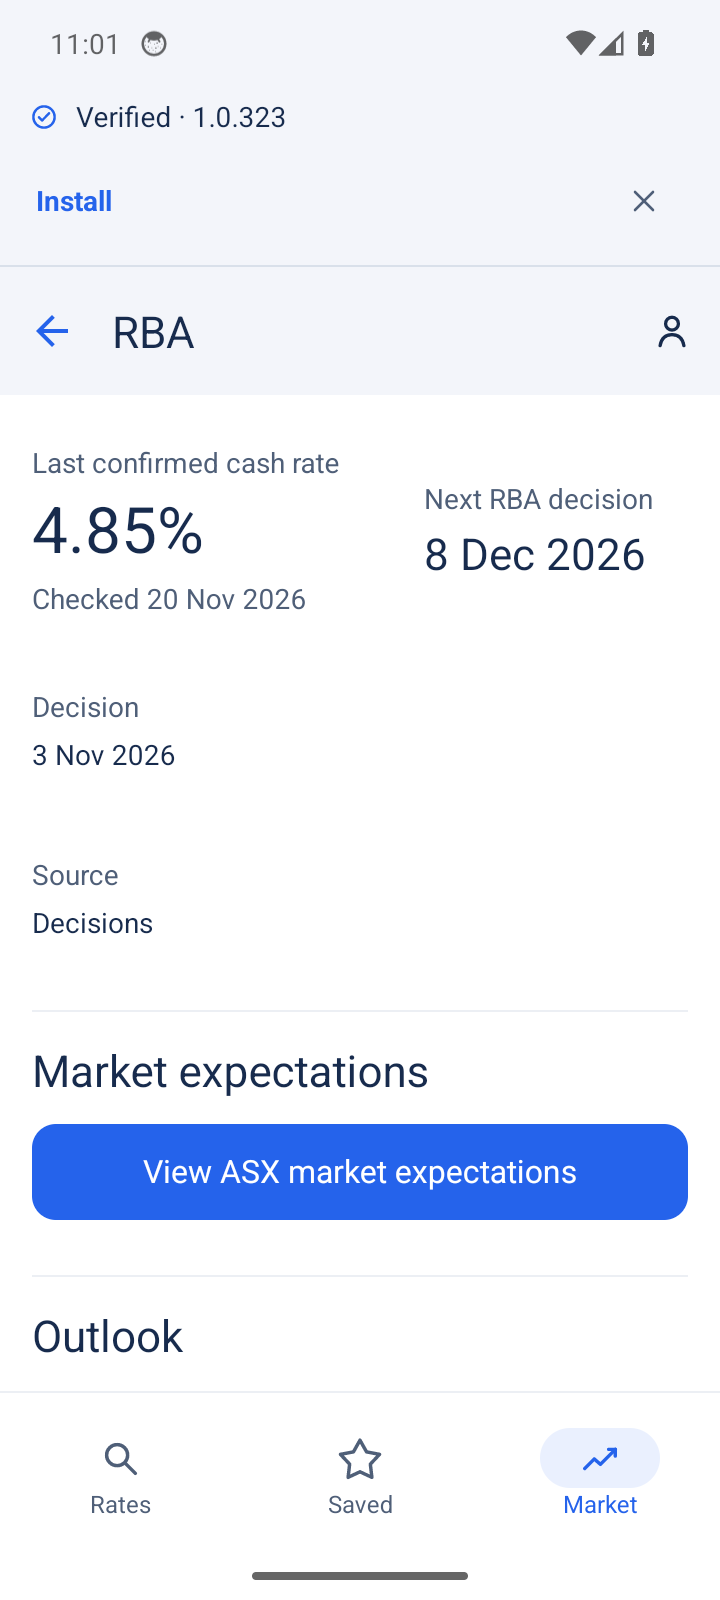 11:01
Verified · 1.0.323
Install
RBA
Last confirmed cash rate
4.85%
Checked 20 Nov 2026
Next RBA decision
8 Dec 2026
Decision
3 Nov 2026
Source
Decisions
Market expectations
View ASX market expectations
Outlook
Rates
Saved
Market